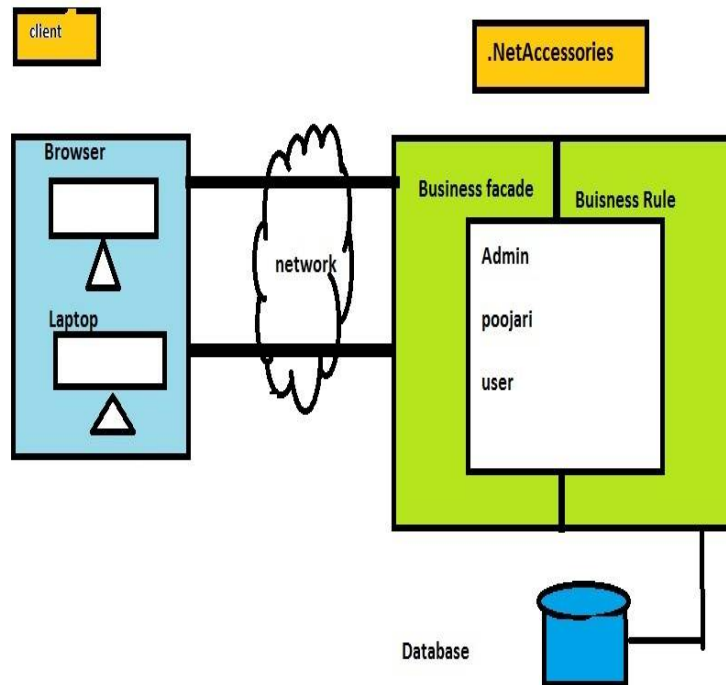 client
.NetAccessories
Browser
Laptop
network
Business facade
Buisness Rule
Admin
poojari
user
Database